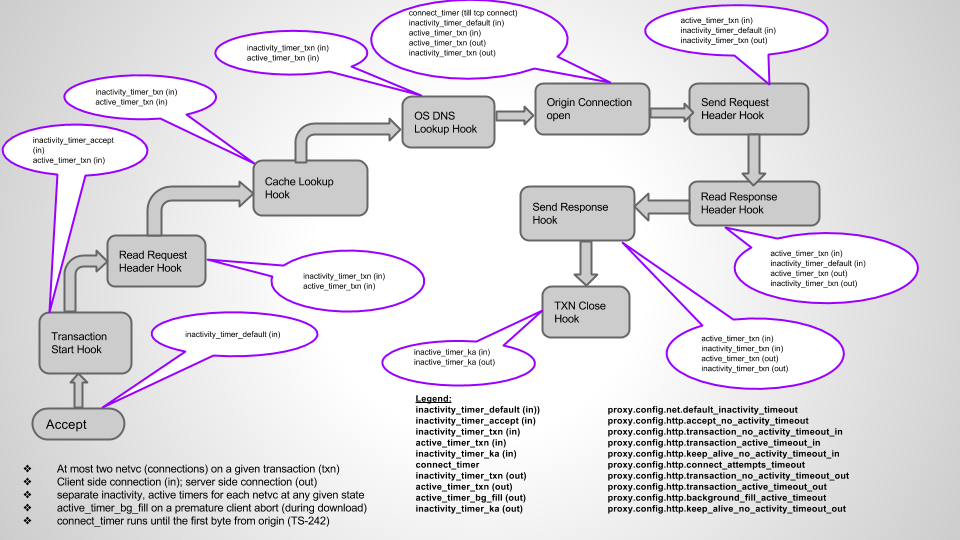 connect_timer (till tcp connect)
inactivity_timer_default (in)
active_timer_txn (in)
active_timer_txn (out)
inactivity_timer_txn (out)
active_timer_txn (in)
inactivity_timer_default (in)
inactivity_timer_txn (out)
inactivity_timer_txn (in)
active_timer_txn (in)
inactivity_timer_txn (in)
active_timer_txn (in)
inactivity_timer_accept
(in)
active_timer_txn (in)
OS DNS
Lookup Hook
Origin Connection
open
Send Request
Header Hook
Cache Lookup
Hook
Send Response
Hook
Read Response
Header Hook
Read Request
Header Hook
inactivity_timer_txn (in)
active_timer_txn (in)
active_timer_txn (in)
inactivity_timer_default (in)
active_timer_txn (out)
inactivity_timer_txn (out)
Transaction
Start Hook
inactivity_timer_default (in)
TXN Close
Hook
inactive_timer_ka (in)
inactive_timer_ka (out)
active_timer_txn (in)
inactivity_timer_txn (in)
active_timer_txn (out)
inactivity_timer_txn (out)
Accept
Legend:
inactivity_timer_default (in)) proxy.config.net.default_inactivity_timeout
inactivity_timer_accept (in) proxy.config.http.accept_no_activity_timeout
inactivity_timer_txn (in) proxy.config.http.transaction_no_activity_timeout_in
active_timer_txn (in) proxy.config.http.transaction_active_timeout_in
inactivity_timer_ka (in) proxy.config.http.keep_alive_no_activity_timeout_in
connect_timer proxy.config.http.connect_attempts_timeout
inactivity_timer_txn (out) proxy.config.http.transaction_no_activity_timeout_out
active_timer_txn (out) proxy.config.http.transaction_active_timeout_out
active_timer_bg_fill (out) proxy.config.http.background_fill_active_timeout
inactivity_timer_ka (out) proxy.config.http.keep_alive_no_activity_timeout_out
❖ At most two netvc (connections) on a given transaction (txn)
❖ Client side connection (in); server side connection (out)
❖ separate inactivity, active timers for each netvc at any given state
❖ active_timer_bg_fill on a premature client abort (during download)
❖ connect_timer runs until the first byte from origin (TS-242)